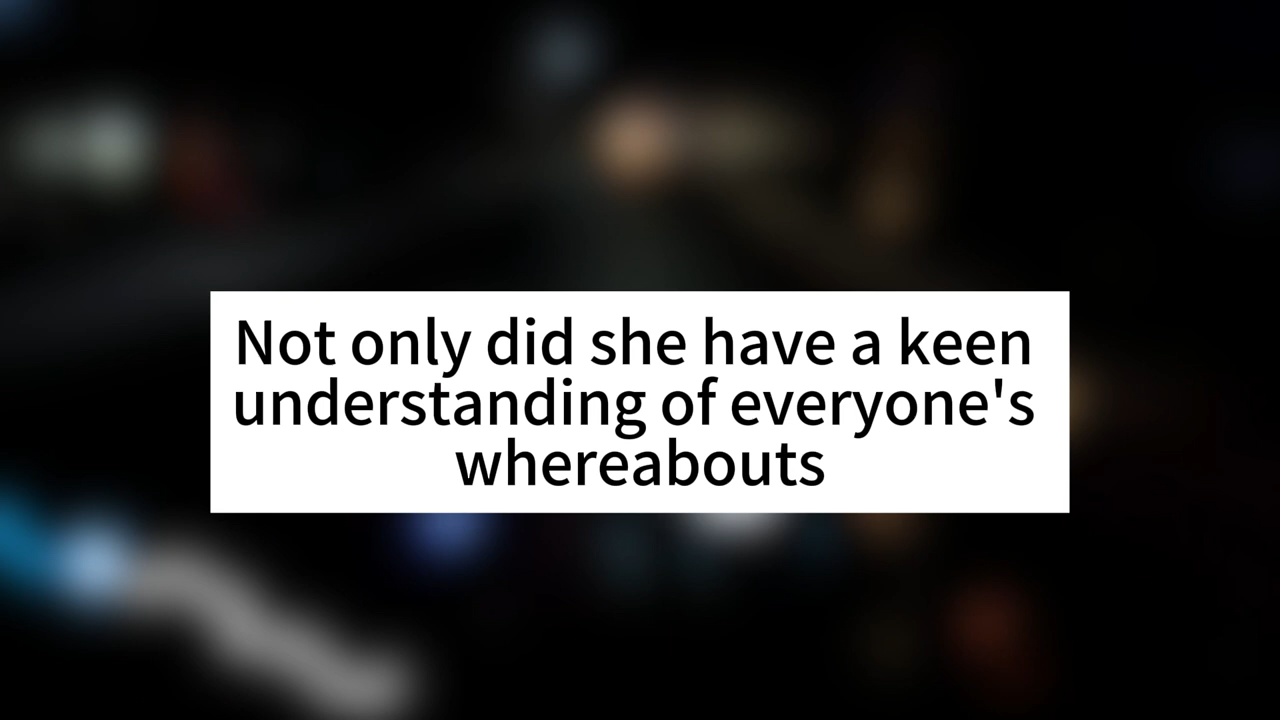 Not only did she have a keen
understanding of everyone's
whereabouts